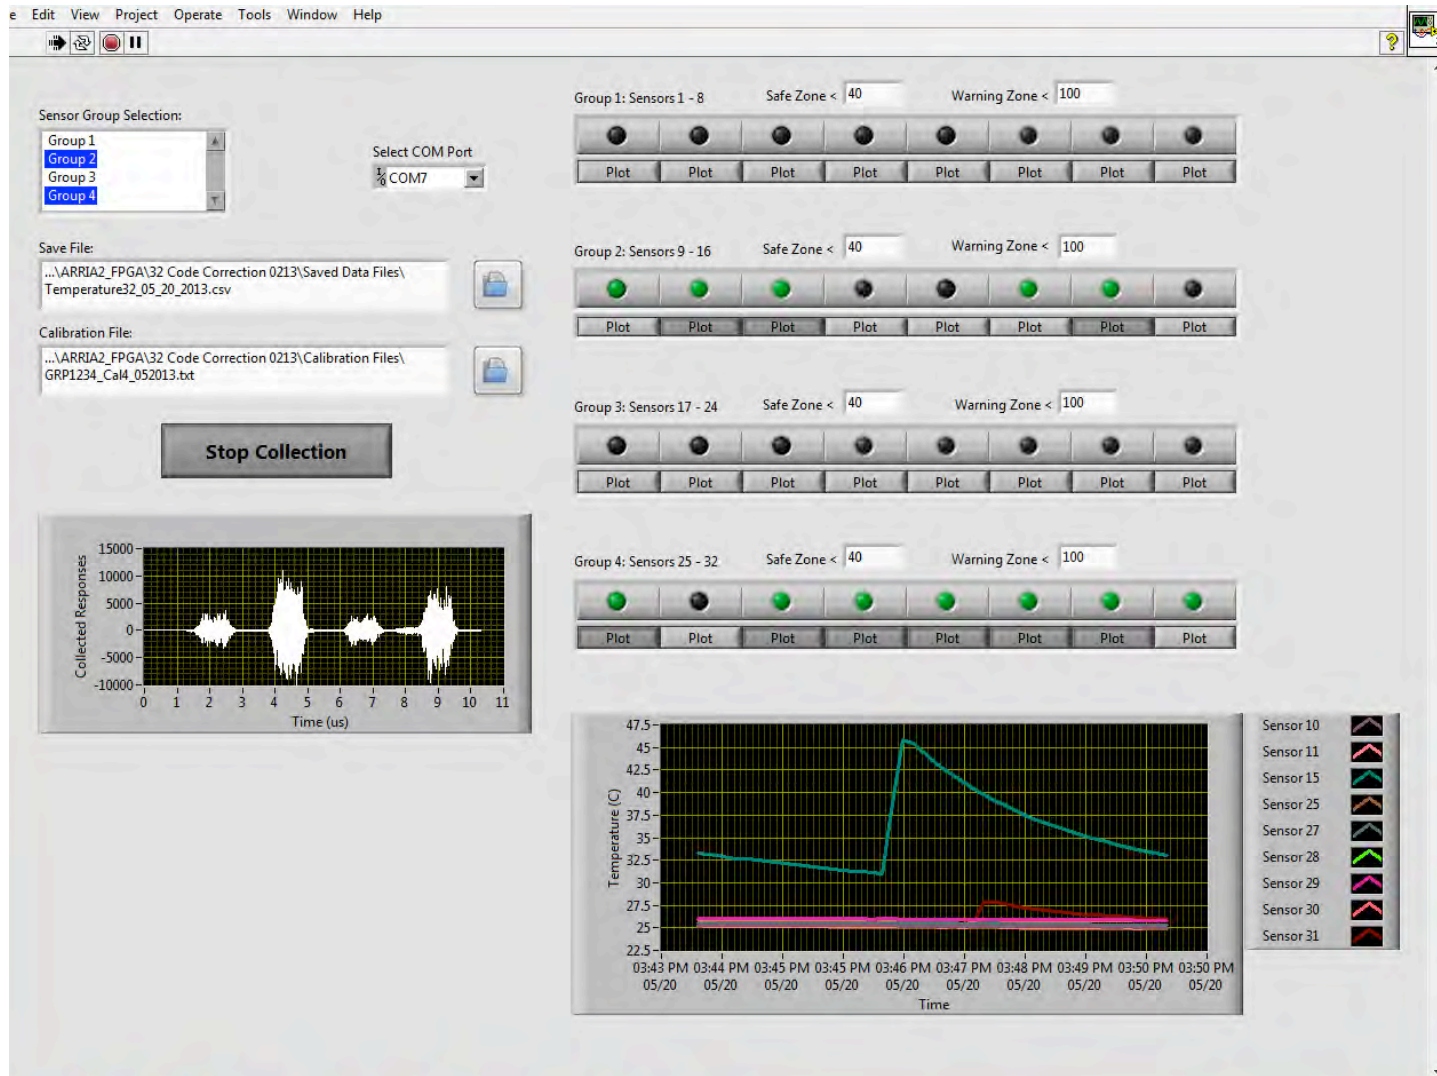 e Edit View Project Operate Tools Window Help
?
Sensor Group Selection:
Group 1
Group 2
Group 3
Group 4
Select COM Port
I/O COM7
Save File:
...\ARRIA2_FPGA\32 Code Correction 0213\Saved Data Files\
Temperature32_05_20_2013.csv
Calibration File:
...\ARRIA2_FPGA\32 Code Correction 0213\Calibration Files\
GRP1234_Cal4_052013.txt
Stop Collection
15000
10000
5000
0
-5000
-10000
Collected Responses
0 1 2 3 4 5 6 7 8 9 10 11
Time (us)
Group 1: Sensors 1 - 8 Safe Zone < 40 Warning Zone < 100
Plot Plot Plot Plot Plot Plot Plot Plot
Group 2: Sensors 9 - 16 Safe Zone < 40 Warning Zone < 100
Plot Plot Plot Plot Plot Plot Plot Plot
Group 3: Sensors 17 - 24 Safe Zone < 40 Warning Zone < 100
Plot Plot Plot Plot Plot Plot Plot Plot
Group 4: Sensors 25 - 32 Safe Zone < 40 Warning Zone < 100
Plot Plot Plot Plot Plot Plot Plot Plot
47.5
45
42.5
40
37.5
35
32.5
30
27.5
25
22.5
Temperature (C)
03:43 PM 03:44 PM 03:45 PM 03:45 PM 03:46 PM 03:47 PM 03:48 PM 03:49 PM 03:50 PM 03:50 PM
05/20 05/20 05/20 05/20 05/20 05/20 05/20 05/20 05/20 05/20
Time
Sensor 10
Sensor 11
Sensor 15
Sensor 25
Sensor 27
Sensor 28
Sensor 29
Sensor 30
Sensor 31